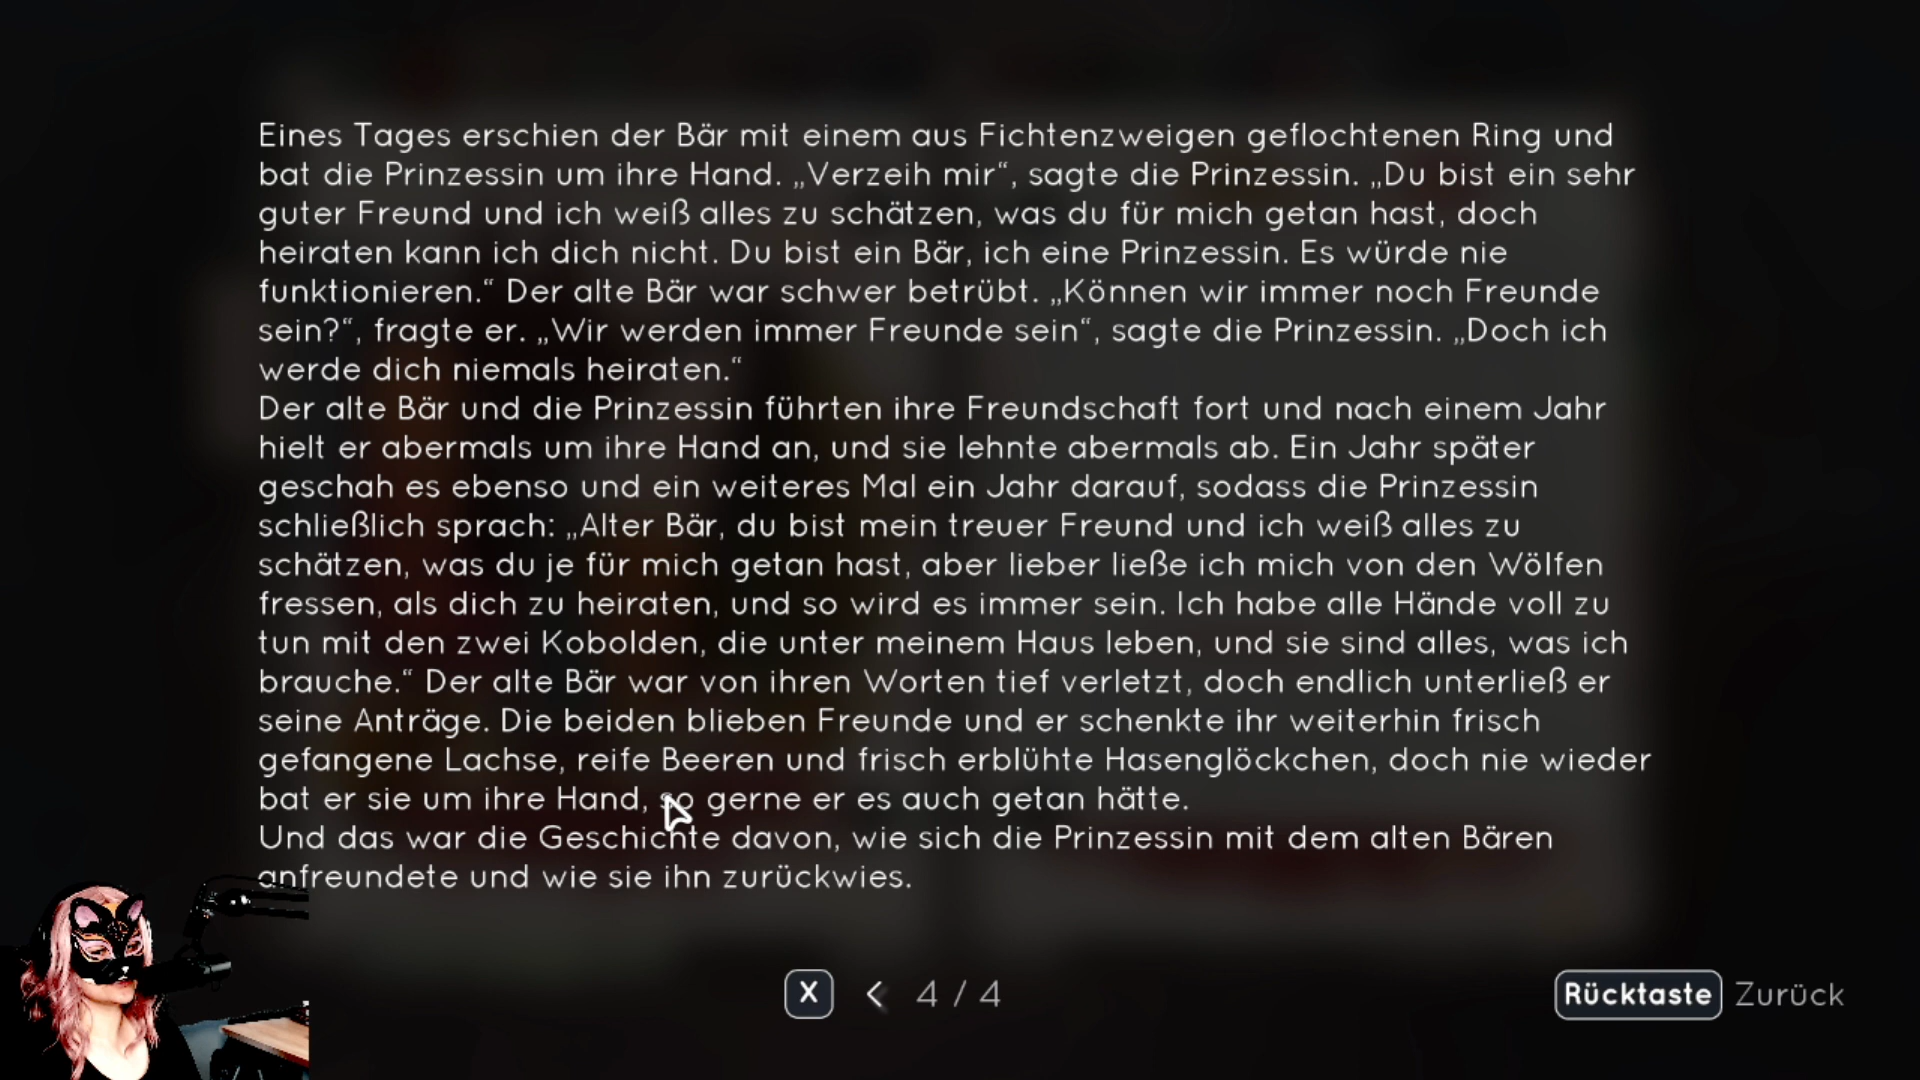 Eines Tages erschien der Bär mit einem aus Fichtenzweigen geflochtenen Ring und
bat die Prinzessin um ihre Hand. „Verzeih mir“, sagte die Prinzessin. „Du bist ein sehr
guter Freund und ich weiß alles zu schätzen, was du für mich getan hast, doch
heiraten kann ich dich nicht. Du bist ein Bär, ich eine Prinzessin. Es würde nie
funktionieren.“ Der alte Bär war schwer betrübt. „Können wir immer noch Freunde
sein?“, fragte er. „Wir werden immer Freunde sein“, sagte die Prinzessin. „Doch ich
werde dich niemals heiraten.“
Der alte Bär und die Prinzessin führten ihre Freundschaft fort und nach einem Jahr
hielt er abermals um ihre Hand an, und sie lehnte abermals ab. Ein Jahr später
geschah es ebenso und ein weiteres Mal ein Jahr darauf, sodass die Prinzessin
schließlich sprach: „Alter Bär, du bist mein treuer Freund und ich weiß alles zu
schätzen, was du je für mich getan hast, aber lieber ließe ich mich von den Wölfen
fressen, als dich zu heiraten, und so wird es immer sein. Ich habe alle Hände voll zu
tun mit den zwei Kobolden, die unter meinem Haus leben, und sie sind alles, was ich
brauche.“ Der alte Bär war von ihren Worten tief verletzt, doch endlich unterließ er
seine Anträge. Die beiden blieben Freunde und er schenkte ihr weiterhin frisch
gefangene Lachse, reife Beeren und frisch erblühte Hasenglöckchen, doch nie wieder
bat er sie um ihre Hand, so gerne er es auch getan hätte.
Und das war die Geschichte davon, wie sich die Prinzessin mit dem alten Bären
anfreundete und wie sie ihn zurückwies.
X < 4 / 4
Rücktaste Zurück